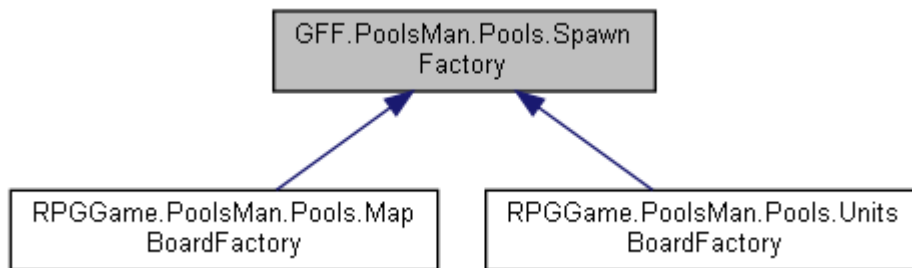 GFF.PoolsMan.Pools.Spawn
Factory
RPGGame.PoolsMan.Pools.Map
BoardFactory
RPGGame.PoolsMan.Pools.Units
BoardFactory